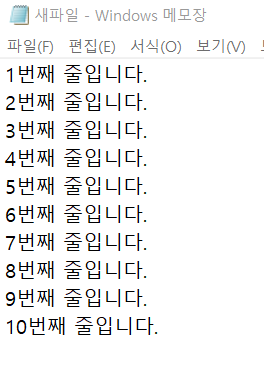 새파일 - Windows 메모장
파일(F) 편집(E) 서식(O) 보기(V)
1번째 줄입니다.
2번째 줄입니다.
3번째 줄입니다.
4번째 줄입니다.
5번째 줄입니다.
6번째 줄입니다.
7번째 줄입니다.
8번째 줄입니다.
9번째 줄입니다.
10번째 줄입니다.